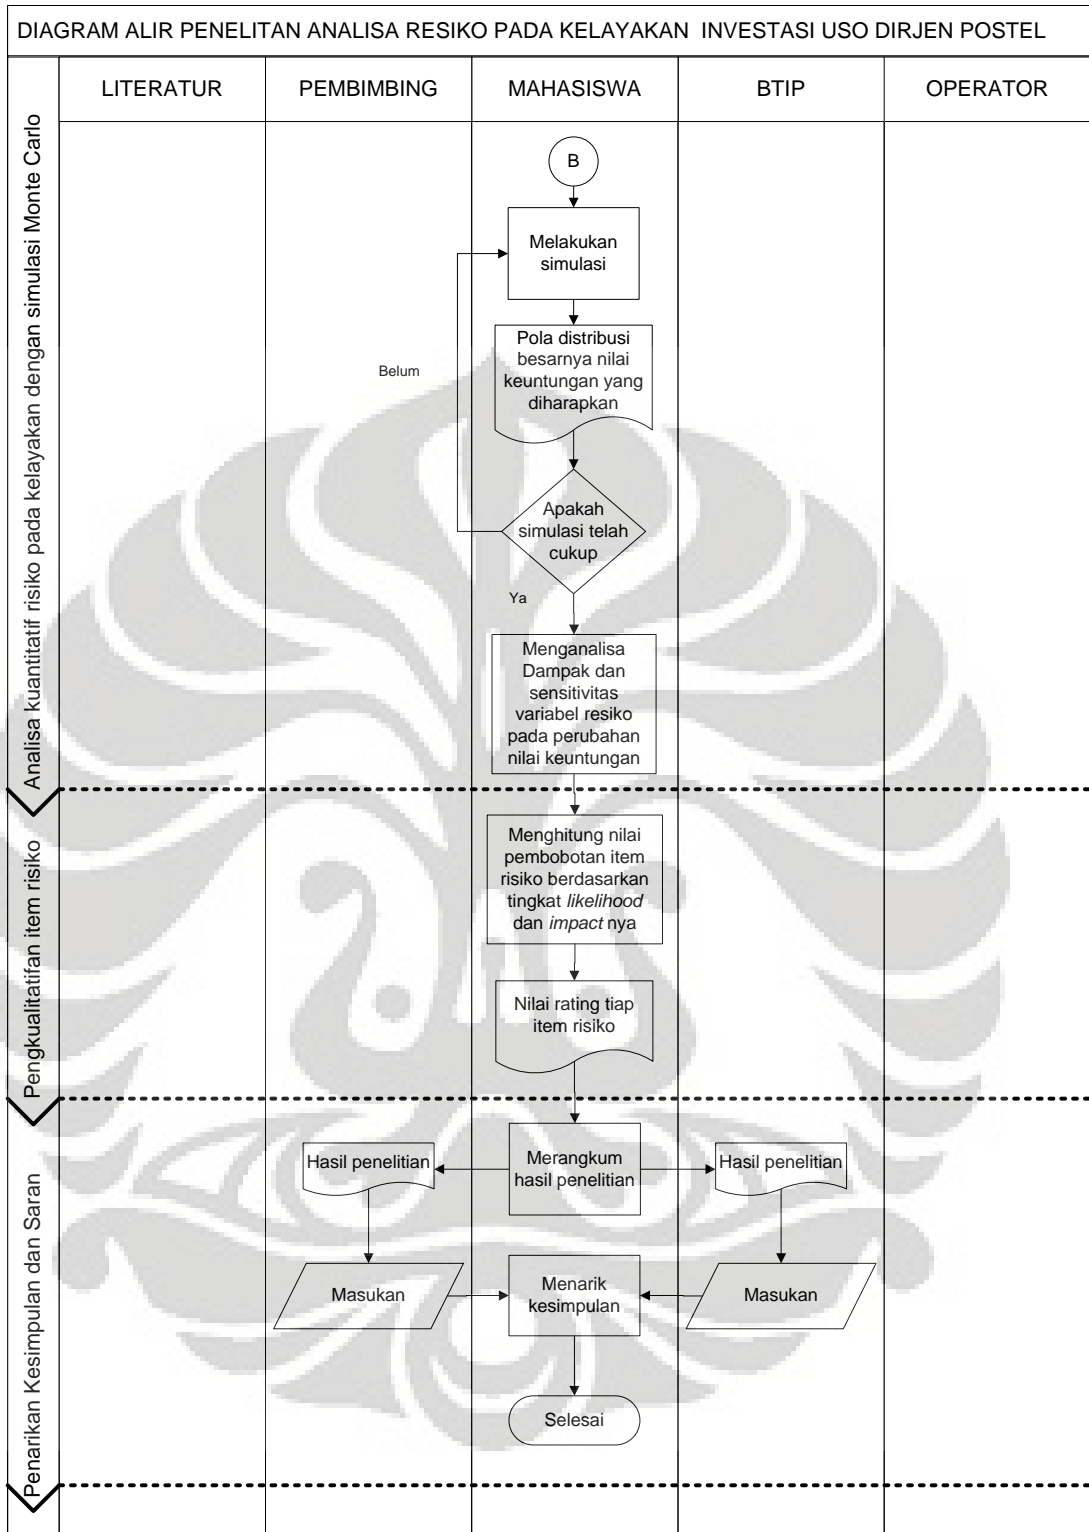 DIAGRAM ALIR PENELITAN ANALISA RESIKO PADA KELAYAKAN INVESTASI USO DIRJEN POSTEL
LITERATUR
PEMBIMBING
MAHASISWA
BTIP
OPERATOR
Analisa kuantitatif risiko pada kelayakan dengan simulasi Monte Carlo
B
Melakukan
simulasi
Pola distribusi
besarnya nilai
keuntungan yang
diharapkan
Belum
Apakah
simulasi telah
cukup
Ya
Menganalisa
Dampak dan
sensitivitas
variabel resiko
pada perubahan
nilai keuntungan
Pengkualitatifan item risiko
Menghitung nilai
pembobotan item
risiko berdasarkan
tingkat likelihood
dan impact nya
Nilai rating tiap
item risiko
Penarikan Kesimpulan dan Saran
Hasil penelitian
Merangkum
hasil penelitian
Hasil penelitian
Masukan
Menarik
kesimpulan
Masukan
Selesai